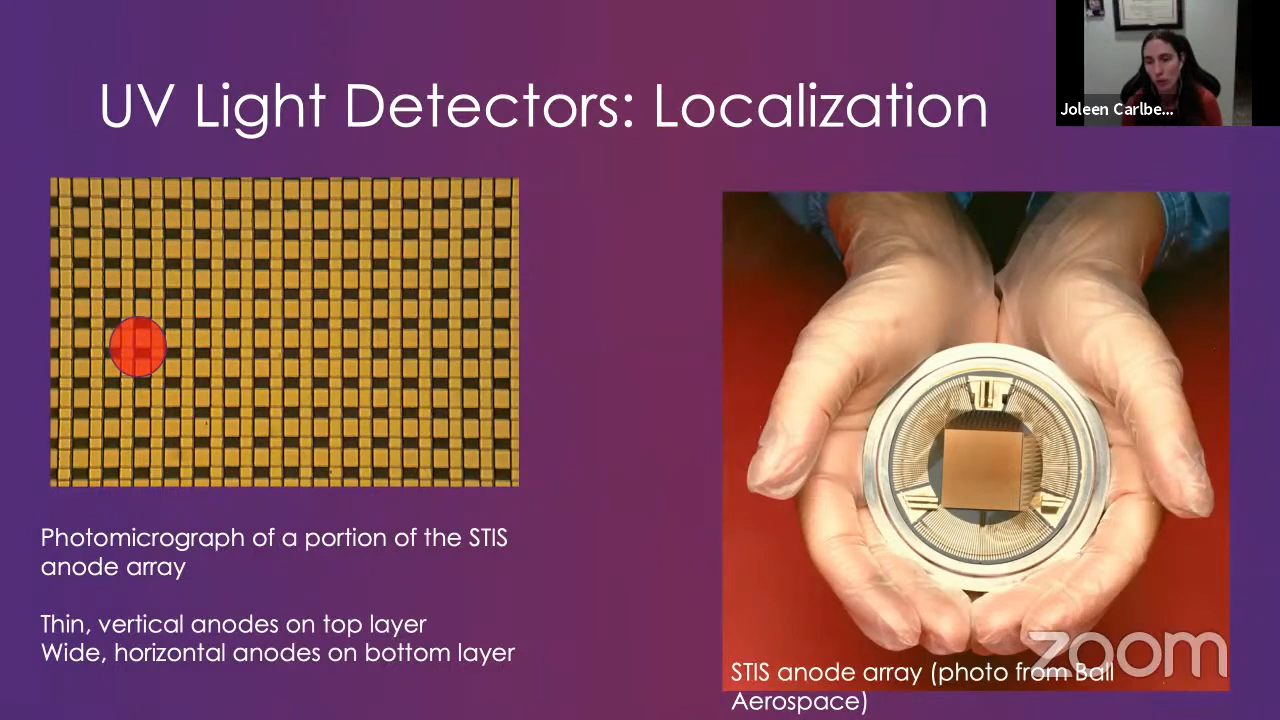 UV Light Detectors: Localization
Joleen Carlbe...
Photomicrograph of a portion of the STIS
anode array
Thin, vertical anodes on top layer
Wide, horizontal anodes on bottom layer
STIS anode array (photo from Ball
Aerospace)
zoom